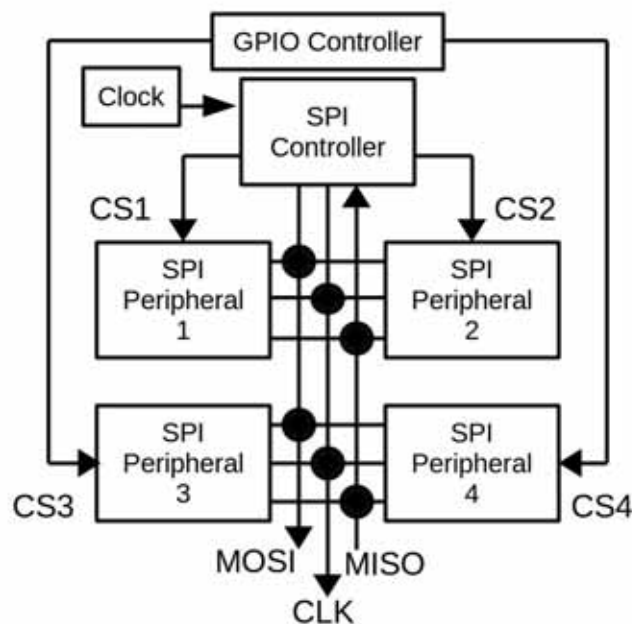 GPIO Controller
Clock
SPI
Controller
CS1
CS2
SPI
Peripheral
1
SPI
Peripheral
2
SPI
Peripheral
3
SPI
Peripheral
4
CS3
CS4
MOSI
MISO
CLK